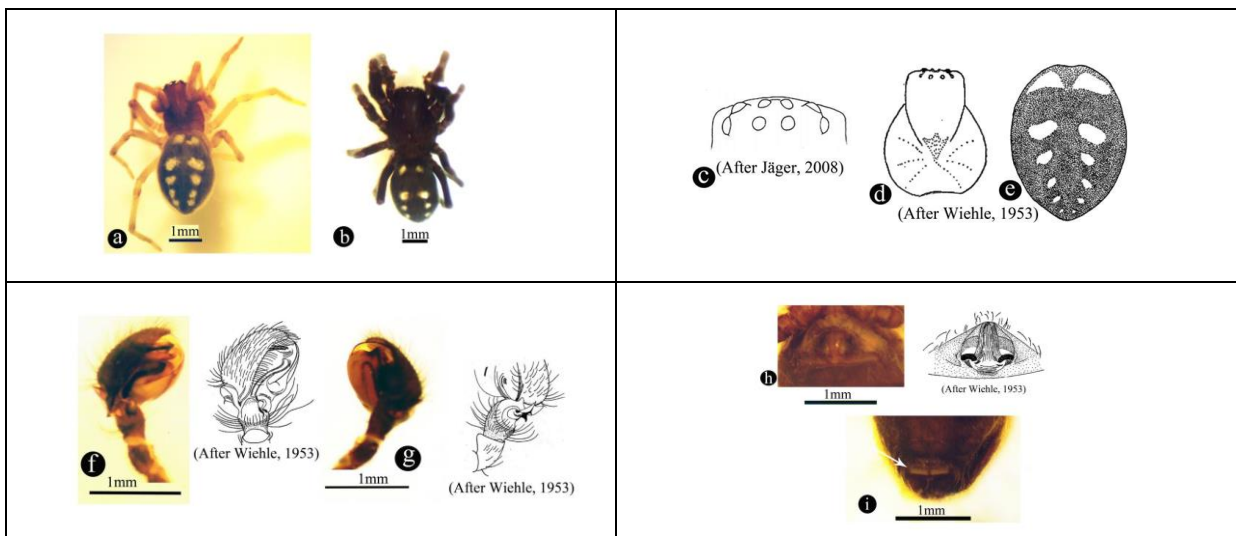 a
1mm
b
1mm
c
(After Jäger, 2008)
d
e
(After Wiehle, 1953)
f
1mm
(After Wiehle, 1953)
g
1mm
(After Wiehle, 1953)
h
1mm
(After Wiehle, 1953)
i
1mm